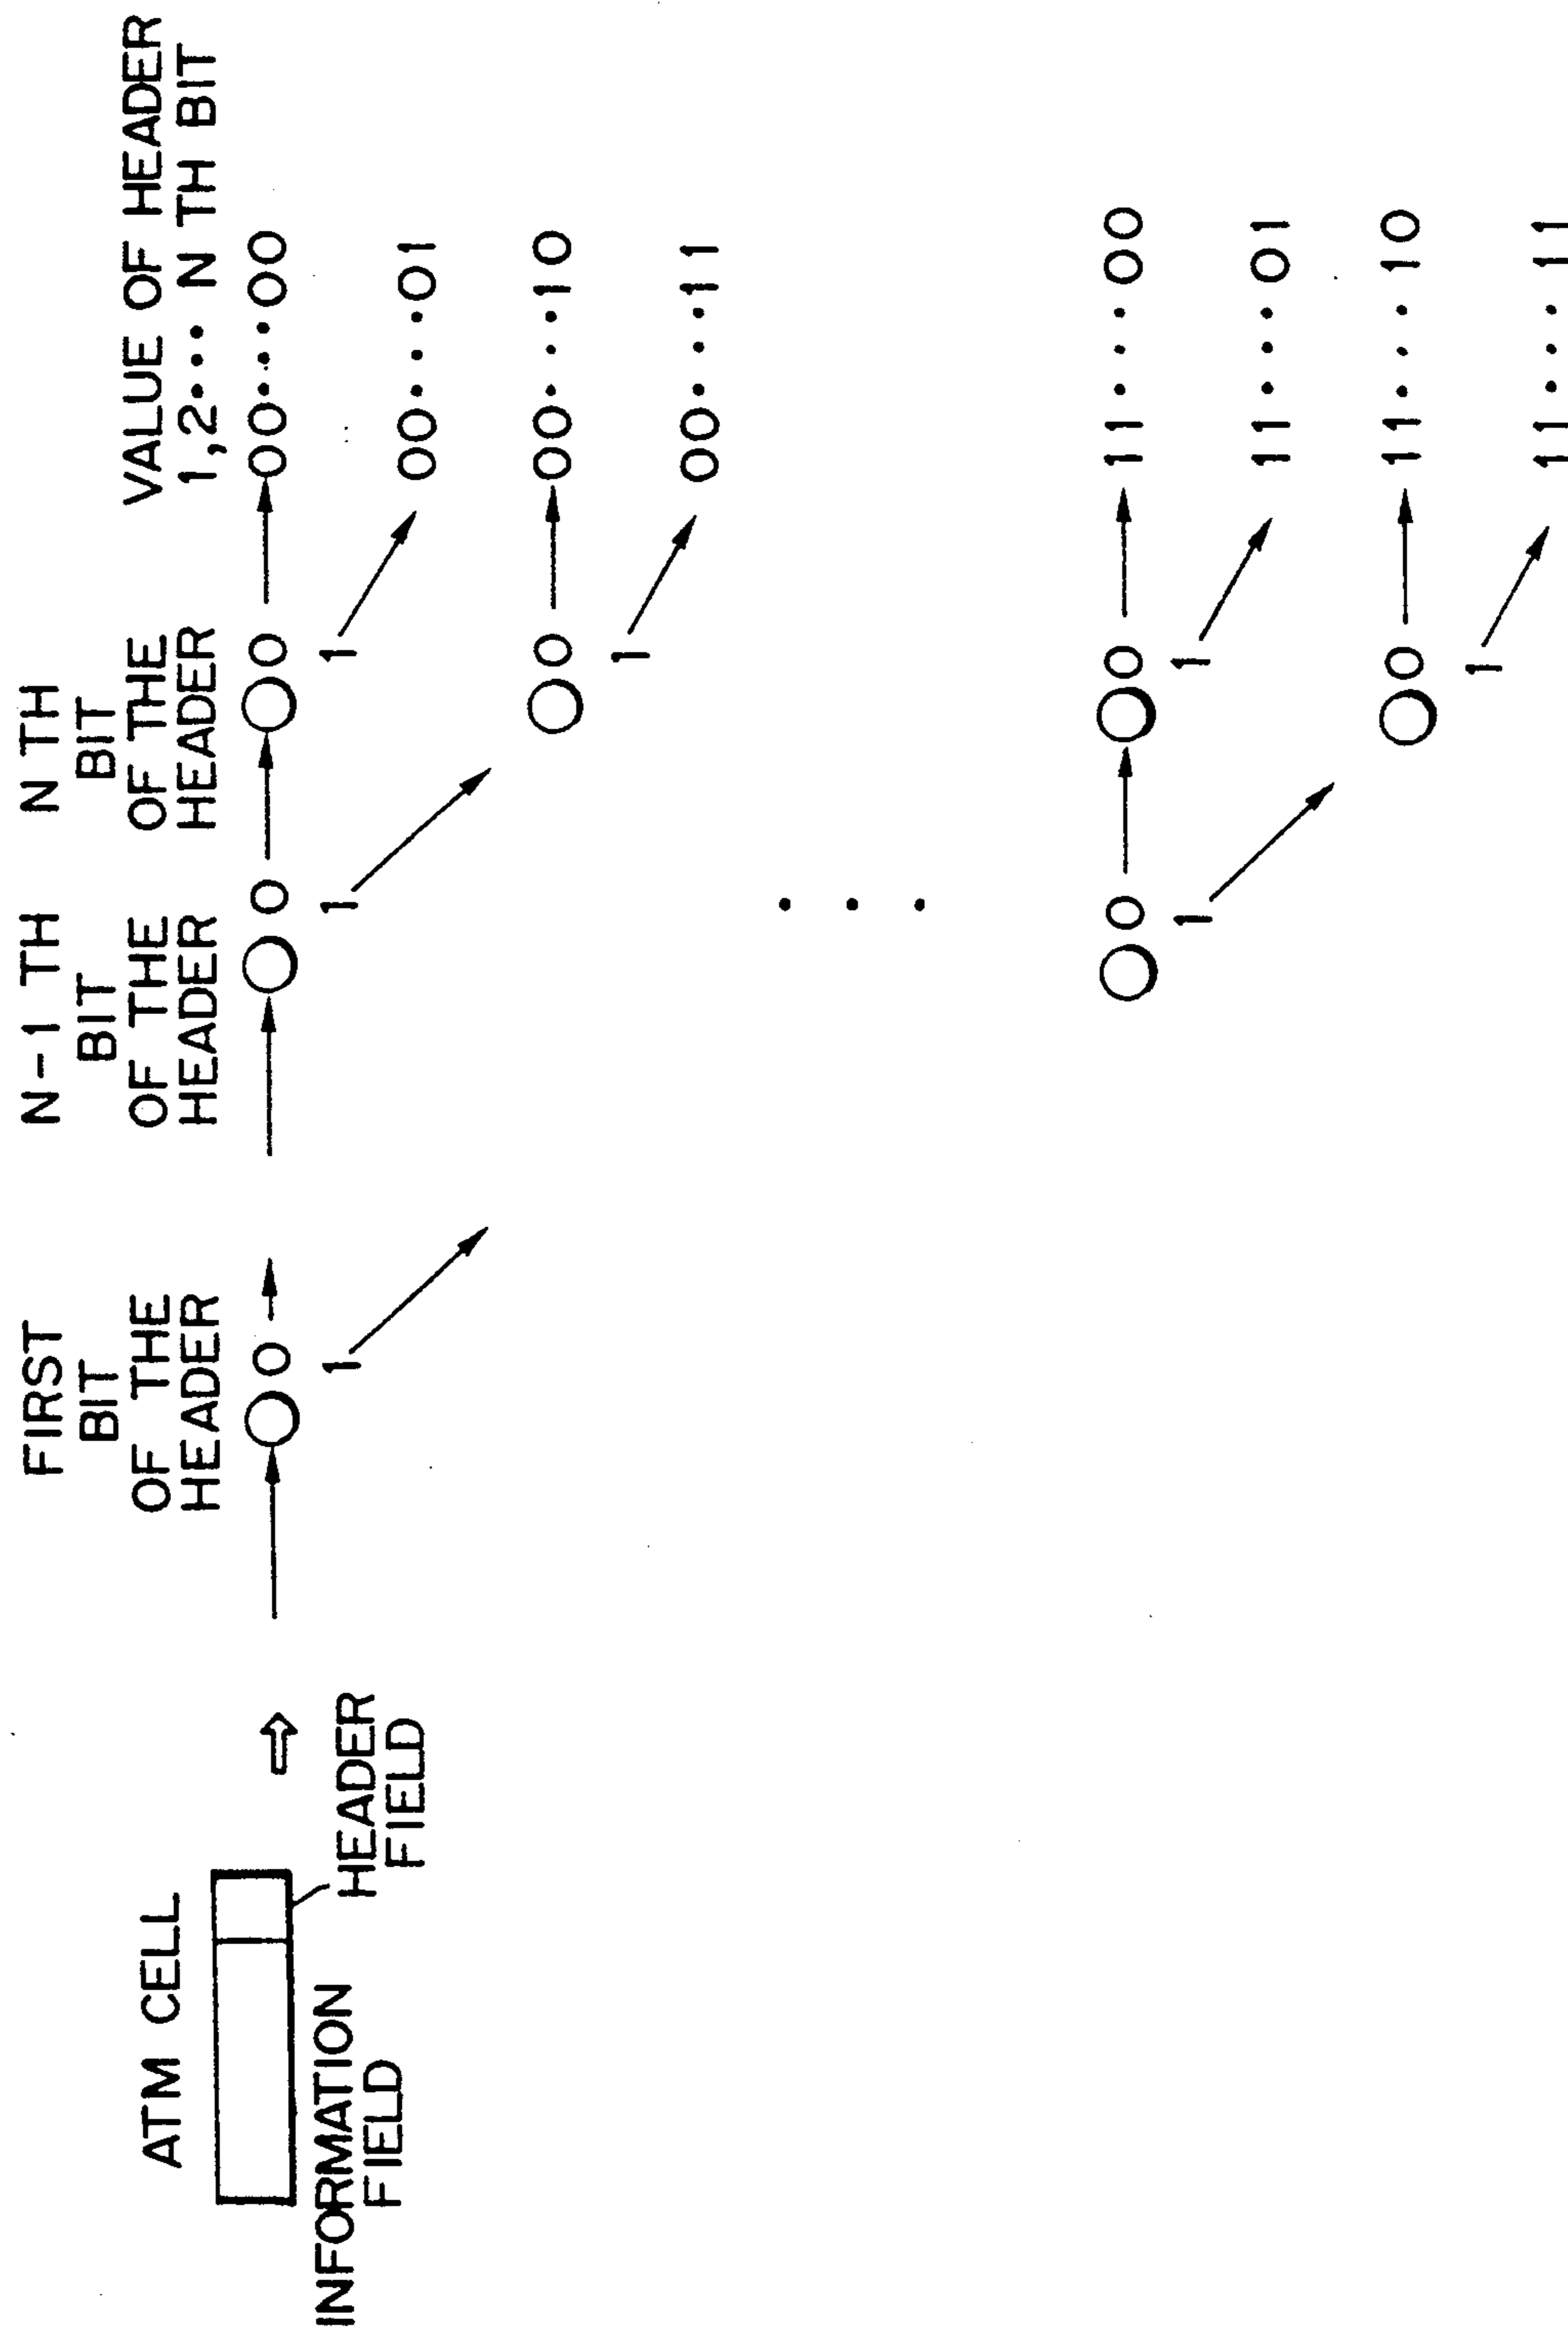 ATM CELL
INFORMATION
FIELD
HEADER
FIELD
FIRST
BIT
OF THE
HEADER
N-1 TH
BIT
OF THE
HEADER
N TH
BIT
OF THE
HEADER
VALUE OF HEADER
1,2··· N TH BIT
0
1
0
1
0
1
00···00
00···01
0
1
00···10
00···11
···
0
1
0
1
11···00
11···01
0
1
11···10
11···11